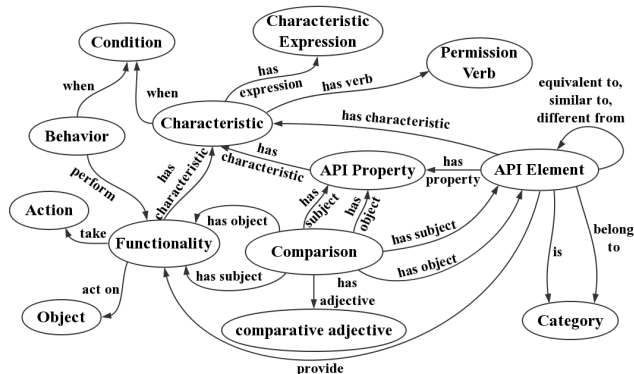 Characteristic
Expression
Condition
Permission
Verb
has
expression
has verb
equivalent to,
similar to,
different from
when
when
Characteristic
has characteristic
Behavior
has
characteristic
API Property
has
property
API Element
perform
has
characteristic
has
subject
has
object
Action
take
Functionality
has object
Comparison
has subject
has object
has subject
is
belong
to
act on
has
adjective
Object
comparative adjective
Category
provide